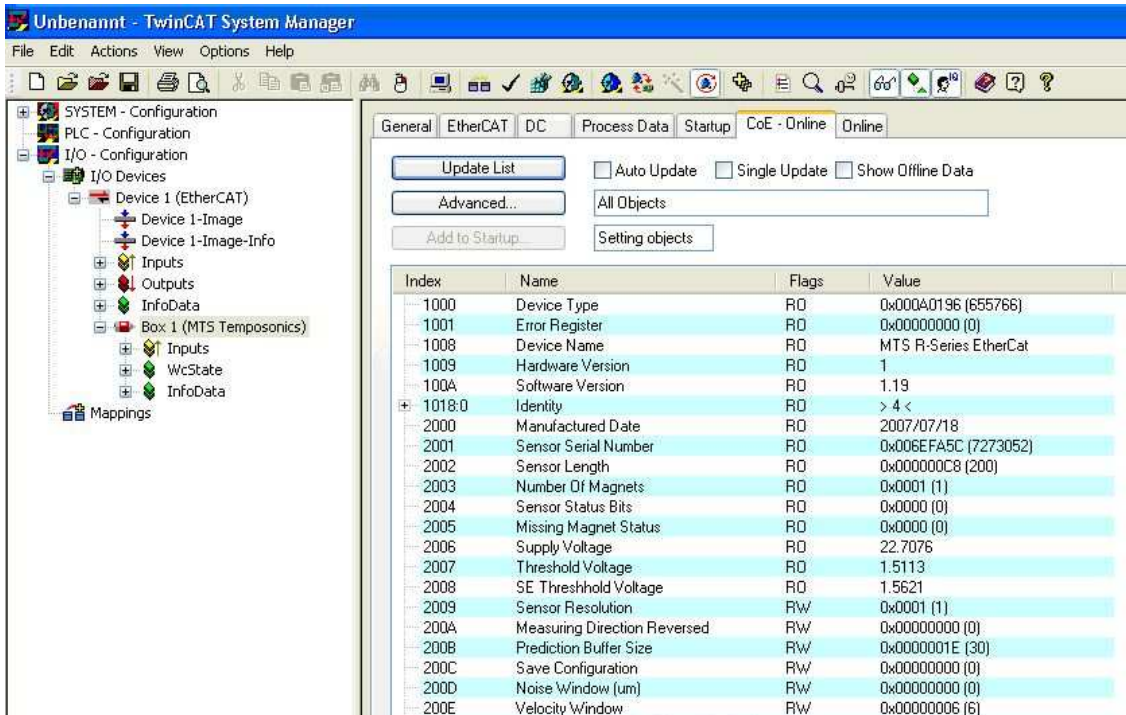 Unbenannt - TwinCAT System Manager
File Edit Actions View Options Help
SYSTEM - Configuration
PLC - Configuration
I/O - Configuration
I/O Devices
Device 1 (EtherCAT)
Device 1-Image
Device 1-Image-Info
Inputs
Outputs
InfoData
Box 1 (MTS Temposonics)
Inputs
WcState
InfoData
Mappings
General EtherCAT DC Process Data Startup CoE - Online Online
Update List Auto Update Single Update Show Offline Data
Advanced... All Objects
Add to Startup... Setting objects
Index Name Flags Value
1000 Device Type RO 0x000A0196 (655766)
1001 Error Register RO 0x00000000 (0)
1008 Device Name RO MTS R-Series EtherCat
1009 Hardware Version RO 1
100A Software Version RO 1.19
1018:0 Identity RO > 4 <
2000 Manufactured Date RO 2007/07/18
2001 Sensor Serial Number RO 0x006EFA5C (7273052)
2002 Sensor Length RO 0x000000C8 (200)
2003 Number Of Magnets RO 0x0001 (1)
2004 Sensor Status Bits RO 0x0000 (0)
2005 Missing Magnet Status RO 0x0000 (0)
2006 Supply Voltage RO 22.7076
2007 Threshold Voltage RO 1.5113
2008 SE Threshhold Voltage RO 1.5621
2009 Sensor Resolution RW 0x0001 (1)
200A Measuring Direction Reversed RW 0x00000000 (0)
200B Prediction Buffer Size RW 0x0000001E (30)
200C Save Configuration RW 0x00000000 (0)
200D Noise Window (um) RW 0x00000000 (0)
200E Velocity Window RW 0x00000006 (6)